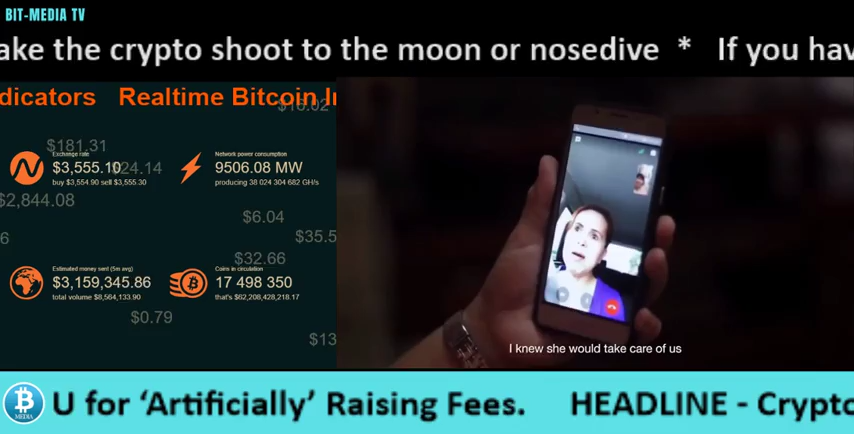 BIT-MEDIA TV
ake the crypto shoot to the moon or nosedive * If you hav
dicators Realtime Bitcoin I
$16.02
$181.31
Exchange rate
$3,555.10
$24.14
buy $3,554.90 sell $3,555.30
Network power consumption
9506.08 MW
producing 38 024 304 682 GH/s
$2,844.08
$6.04
6
$35.5
$32.66
Estimated money sent (5m avg)
$3,159,345.86
total volume $8,564,133.90
Coins in circulation
17 498 350
that's $62,208,428,218.17
$0.79
$13
I knew she would take care of us
MEDIA
U for ‘Artificially’ Raising Fees. HEADLINE - Crypto